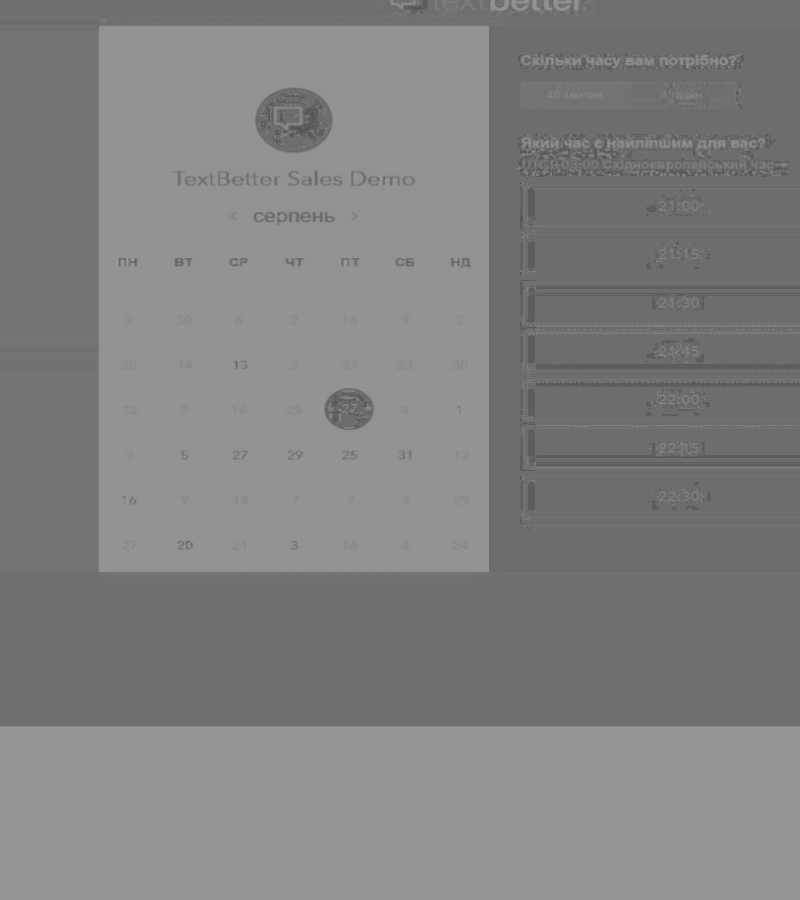 textbetter
TextBetter Sales Demo
серпень
ПН ВТ СР ЧТ ПТ СБ НД
2 30 6 2 16 9 2
30 14 13 2 27 23 30
12 3 16 25 27 8 1
3 5 27 29 25 31 12
16 9 14 7 7 3 29
27 20 21 3 16 4 24
Скільки часу вам потрібно?
40 хвилин 1 годин
Який час є найліпшим для вас?
UTC +03:00 Східноєвропейський час
21:00
21:15
21:30
21:45
22:00
22:15
22:30